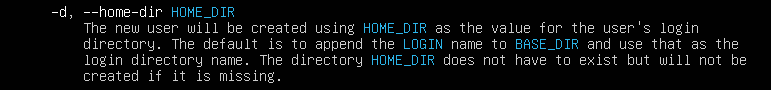 -d, --home-dir HOME_DIR
The new user will be created using HOME_DIR as the value for the user's login
directory. The default is to append the LOGIN name to BASE_DIR and use that as the
login directory name. The directory HOME_DIR does not have to exist but will not be
created if it is missing.